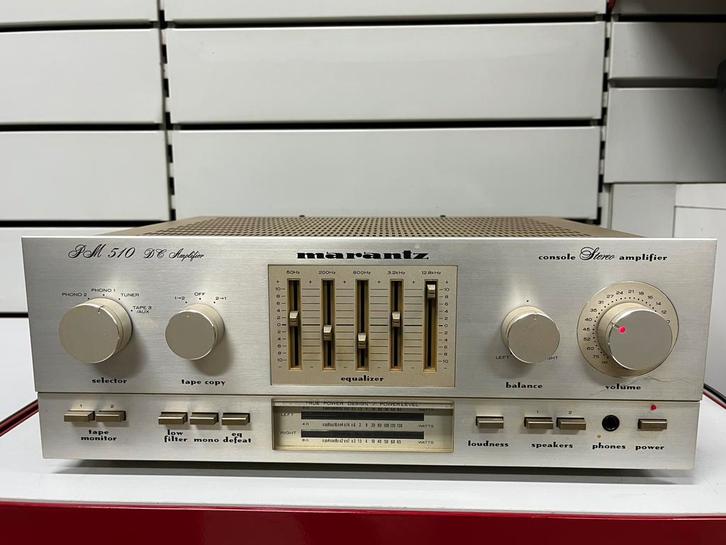 PM 510 DC Amplifier
marantz
console Stereo amplifier
50Hz 200Hz 800Hz 3.2kHz 12.8kHz
PHONO 2 PHONO 1 TUNER TAPE 3 /AUX
1→2 OFF 2→1
LEFT RIGHT
selector
tape copy
equalizer
balance
volume
TRUE POWER DESIGN / POWER LEVEL
LEFT
WATTS
RIGHT
WATTS
1 2
tape monitor
low filter
mono
eq defeat
loudness
1 2
speakers
phones
power